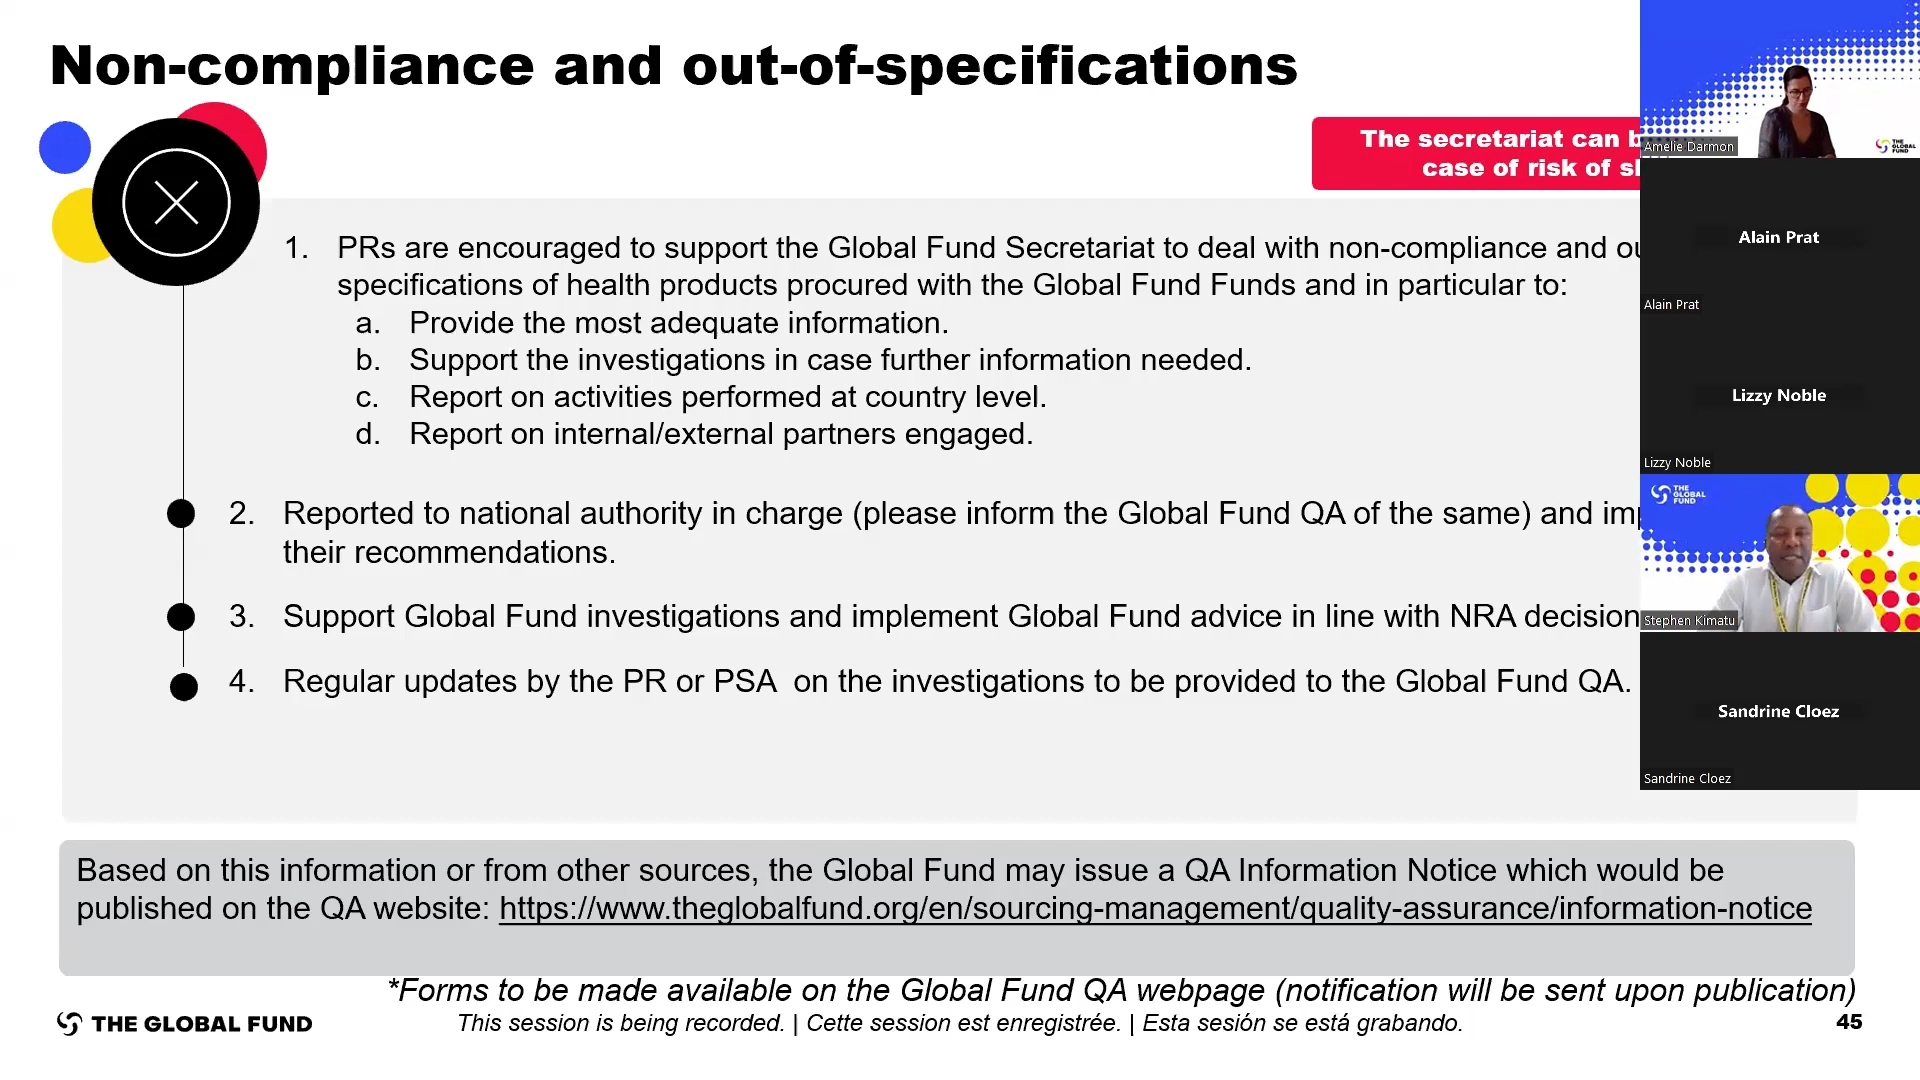 Non-compliance and out-of-specifications
The secretariat can
case of risk of
1. PRs are encouraged to support the Global Fund Secretariat to deal with non-compliance and
specifications of health products procured with the Global Fund Funds and in particular to:
a. Provide the most adequate information.
b. Support the investigations in case further information needed.
c. Report on activities performed at country level.
d. Report on internal/external partners engaged.
2. Reported to national authority in charge (please inform the Global Fund QA of the same) and
their recommendations.
3. Support Global Fund investigations and implement Global Fund advice in line with NRA decision
4. Regular updates by the PR or PSA on the investigations to be provided to the Global Fund QA.
Based on this information or from other sources, the Global Fund may issue a QA Information Notice which would be
published on the QA website: https://www.theglobalfund.org/en/sourcing-management/quality-assurance/information-notice
*Forms to be made available on the Global Fund QA webpage (notification will be sent upon publication)
THE GLOBAL FUND
This session is being recorded. | Cette session est enregistrée. | Esta sesión se está grabando.
45
Amelie Darmon
THE
GLOBAL
FUND
Alain Prat
Alain Prat
Lizzy Noble
Lizzy Noble
THE
GLOBAL
FUND
Stephen Kimatu
Sandrine Cloez
Sandrine Cloez